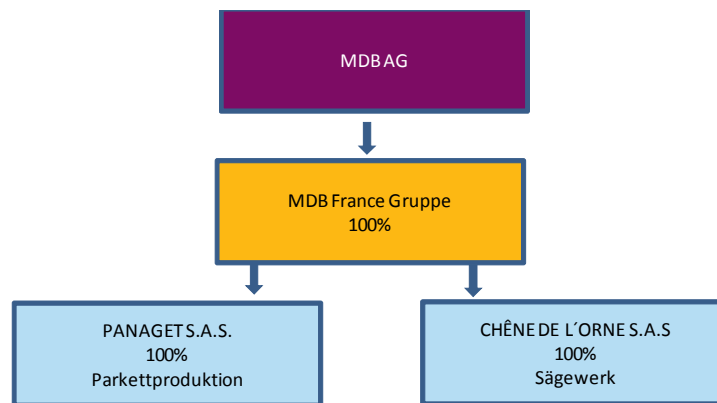 MDB AG
MDB France Gruppe
100%
PANAGET S.A.S.
100%
Parkettproduktion
CHÊNE DE L´ORNE S.A.S
100%
Sägewerk